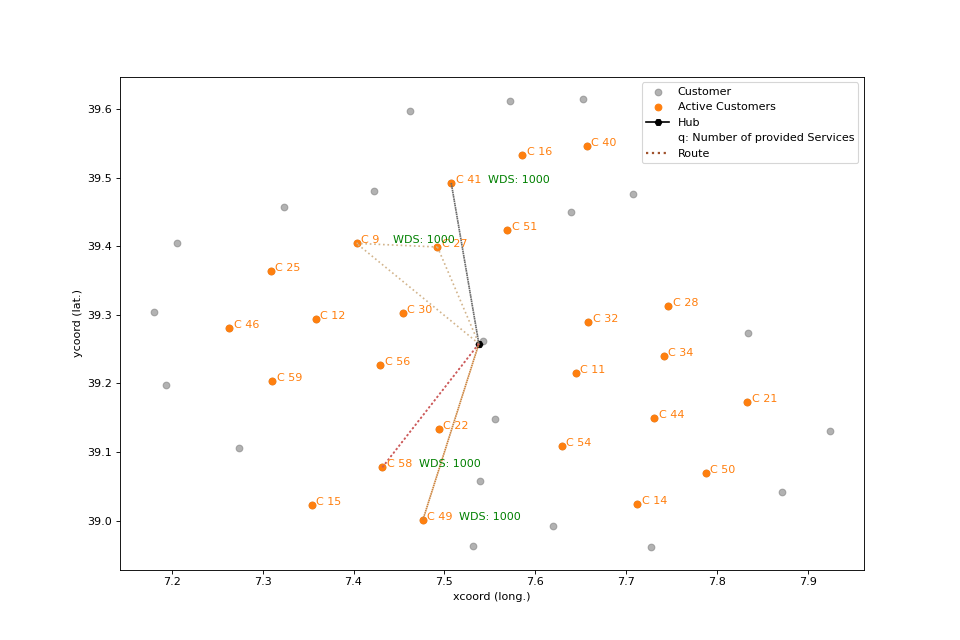 Customer
Active Customers
Hub
q: Number of provided Services
Route
39.6
39.5
39.4
39.3
39.2
39.1
39.0
ycoord (lat.)
C 40
C 16
C 41 WDS: 1000
C 51
C 9 WDS: 1000
C 27
C 25
C 28
C 30
C 12
C 32
C 46
C 34
C 56
C 11
C 59
C 21
C 44
C 22
C 54
C 58 WDS: 1000
C 50
C 15
C 14
C 49 WDS: 1000
7.2 7.3 7.4 7.5 7.6 7.7 7.8 7.9
xcoord (long.)